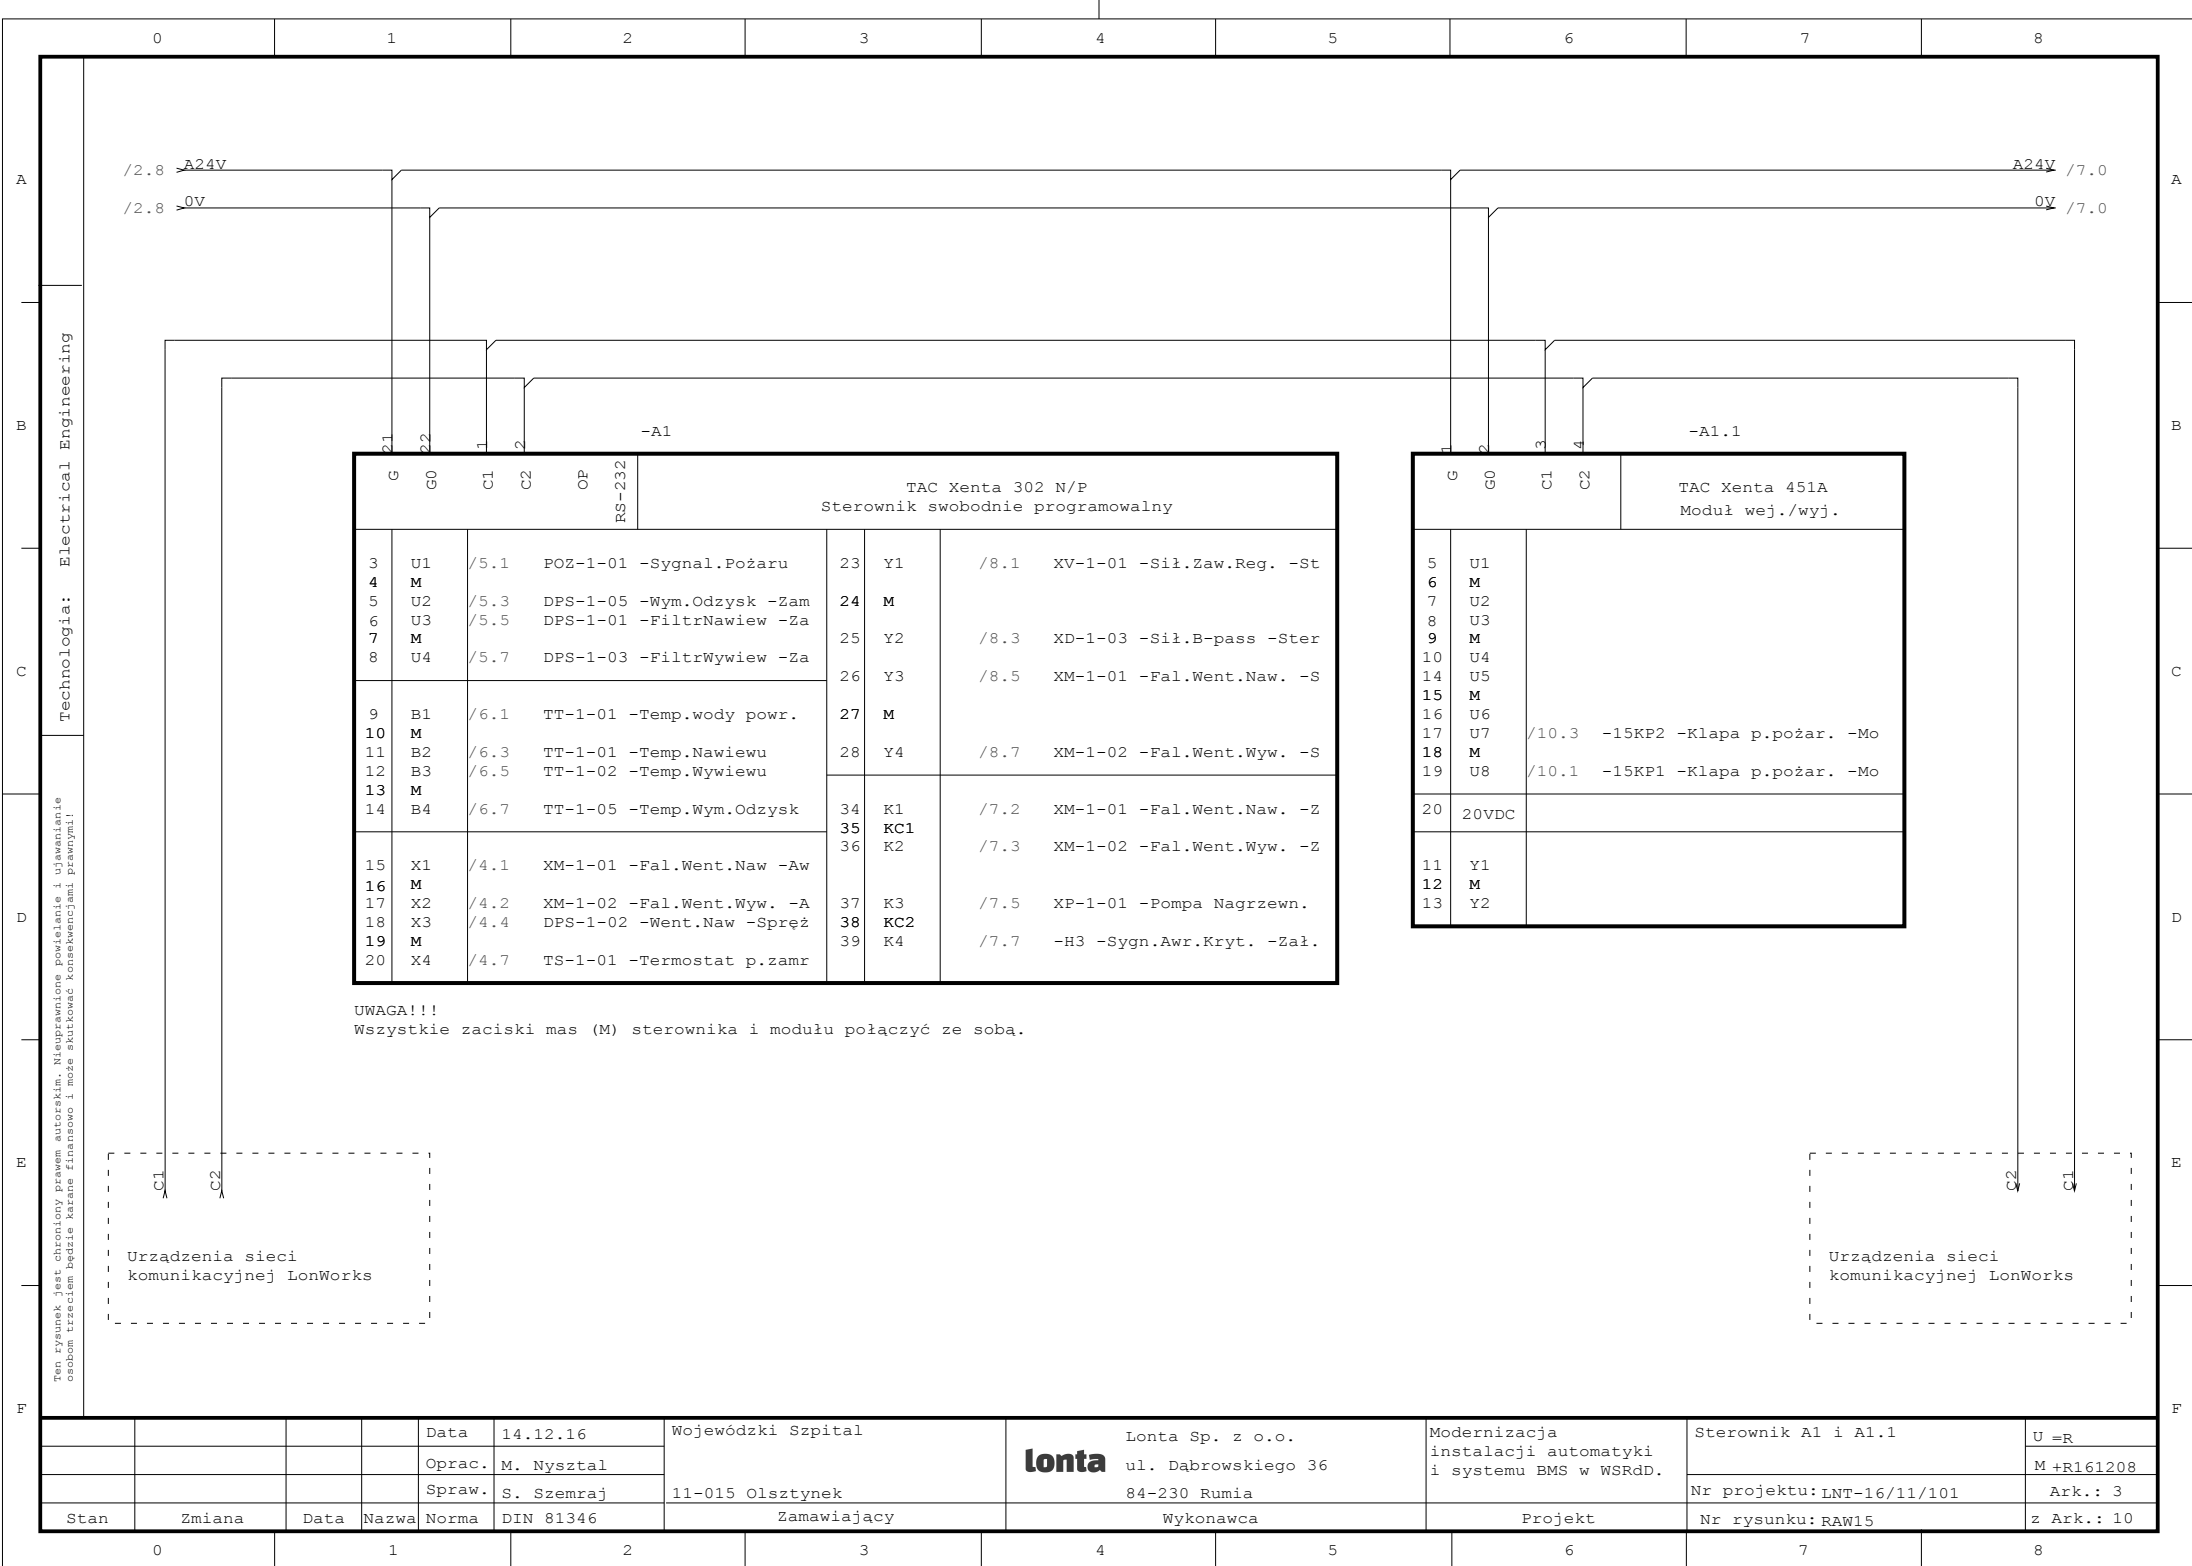 0 1 2 3 4 5 6 7 8
/2.8 A24V A24V /7.0
A A
/2.8 0V 0V /7.0
Technologia: Electrical Engineering
B -A1 -A1.1 B
21 22 1 2 1 2 3 4
G G0 C1 C2 OP RS-232
TAC Xenta 302 N/P
Sterownik swobodnie programowalny
G G0 C1 C2
TAC Xenta 451A
Moduł wej./wyj.
3 U1 /5.1 POZ-1-01 -Sygnal.Pożaru
4 M
5 U2 /5.3 DPS-1-05 -Wym.Odzysk -Zam
6 U3 /5.5 DPS-1-01 -FiltrNawiew -Za
7 M
8 U4 /5.7 DPS-1-03 -FiltrWywiew -Za
9 B1 /6.1 TT-1-01 -Temp.wody powr.
10 M
11 B2 /6.3 TT-1-01 -Temp.Nawiewu
12 B3 /6.5 TT-1-02 -Temp.Wywiewu
13 M
14 B4 /6.7 TT-1-05 -Temp.Wym.Odzysk
15 X1 /4.1 XM-1-01 -Fal.Went.Naw -Aw
16 M
17 X2 /4.2 XM-1-02 -Fal.Went.Wyw. -A
18 X3 /4.4 DPS-1-02 -Went.Naw -Spręż
19 M
20 X4 /4.7 TS-1-01 -Termostat p.zamr
23 Y1 /8.1 XV-1-01 -Sił.Zaw.Reg. -St
24 M
25 Y2 /8.3 XD-1-03 -Sił.B-pass -Ster
26 Y3 /8.5 XM-1-01 -Fal.Went.Naw. -S
27 M
28 Y4 /8.7 XM-1-02 -Fal.Went.Wyw. -S
34 K1 /7.2 XM-1-01 -Fal.Went.Naw. -Z
35 KC1
36 K2 /7.3 XM-1-02 -Fal.Went.Wyw. -Z
37 K3 /7.5 XP-1-01 -Pompa Nagrzewn.
38 KC2
39 K4 /7.7 -H3 -Sygn.Awr.Kryt. -Zał.
5 U1
6 M
7 U2
8 U3
9 M
10 U4
14 U5
15 M
16 U6
17 U7 /10.3 -15KP2 -Klapa p.pożar. -Mo
18 M
19 U8 /10.1 -15KP1 -Klapa p.pożar. -Mo
20 20VDC
11 Y1
12 M
13 Y2
C C
D D
UWAGA!!!
Wszystkie zaciski mas (M) sterownika i modułu połączyć ze sobą.
Ten rysunek jest chroniony prawem autorskim. Nieuprawnione powielanie i ujawanianie
osobom trzeciem będzie karane finansowo i może skutkować konsekwencjami prawnymi!
E E
C1 C2 C2 C1
Urządzenia sieci
komunikacyjnej LonWorks
Urządzenia sieci
komunikacyjnej LonWorks
F F
Data 14.12.16
Oprac. M. Nysztal
Spraw. S. Szemraj
Stan Zmiana Data Nazwa Norma DIN 81346
Wojewódzki Szpital
11-015 Olsztynek
Zamawiający
lonta
Lonta Sp. z o.o.
ul. Dąbrowskiego 36
84-230 Rumia
Wykonawca
Modernizacja
instalacji automatyki
i systemu BMS w WSRdD.
Projekt
Sterownik A1 i A1.1
Nr projektu: LNT-16/11/101
Nr rysunku: RAW15
U =R
M +R161208
Ark.: 3
z Ark.: 10
0 1 2 3 4 5 6 7 8